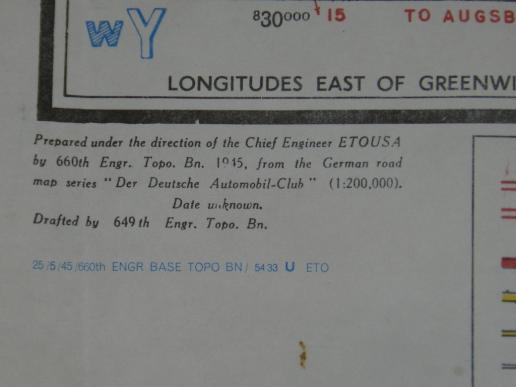 wY
⁸30⁰⁰⁰ 15 TO AUGSB
LONGITUDES EAST OF GREENWI
Prepared under the direction of the Chief Engineer ETOUSA
by 660th Engr. Topo. Bn. 1945, from the German road
map series "Der Deutsche Automobil-Club" (1:200,000).
Date unknown.
Drafted by 649th Engr. Topo. Bn.
25/5/45/660th ENGR BASE TOPO BN/ 5433 U ETO